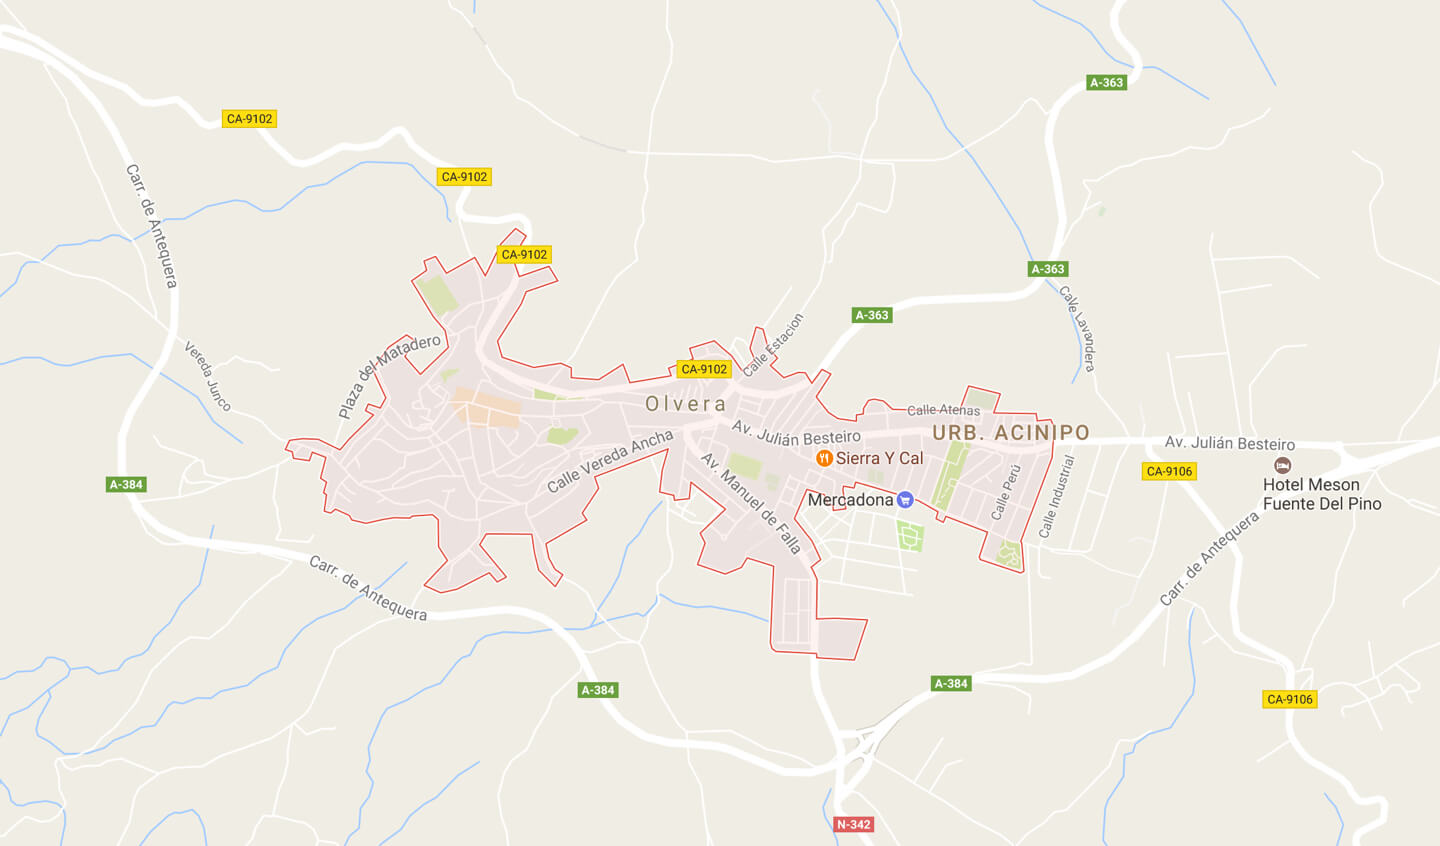 A-363
CA-9102
CA-9102
Carr. de Antequera
CA-9102
A-363
A-363
Calle Lavandera
Calle Estacion
Plaza del Matadero
Vereda Junco
CA-9102
Olvera
Calle Atenas
URB. ACINIPO
Av. Julián Besteiro
Av. Julián Besteiro
Calle Vereda Ancha
Sierra Y Cal
CA-9106
Av. Manuel de Falla
Calle Perú
Calle Industrial
A-384
Mercadona
Hotel Meson
Fuente Del Pino
Carr. de Antequera
Carr. de Antequera
A-384
A-384
CA-9106
N-342